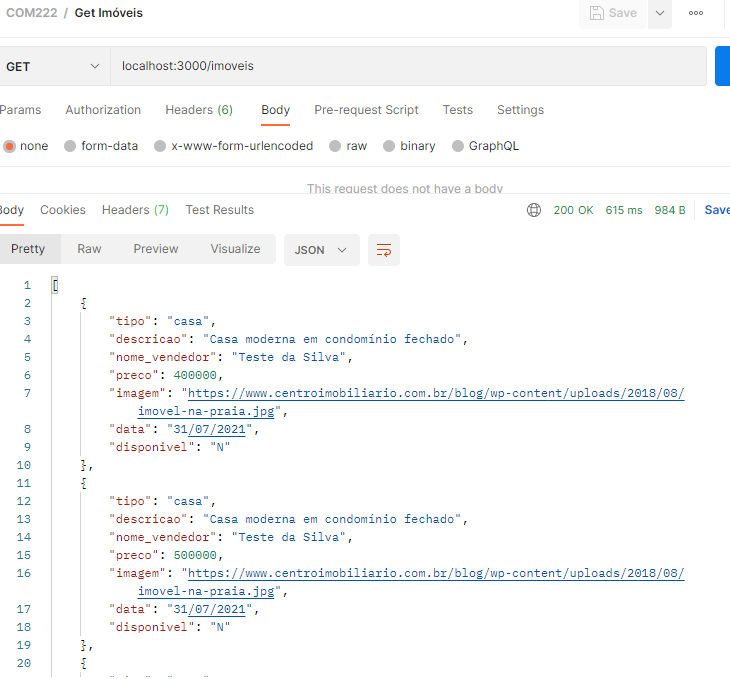 COM222 / Get Imóveis
Save
GET
localhost:3000/imoveis
Params Authorization Headers (6) Body Pre-request Script Tests Settings
none form-data x-www-form-urlencoded raw binary GraphQL
This request does not have a body
Body Cookies Headers (7) Test Results 200 OK 615 ms 984 B Save
Pretty Raw Preview Visualize JSON
1 [
2 {
3 "tipo": "casa",
4 "descricao": "Casa moderna em condomínio fechado",
5 "nome_vendedor": "Teste da Silva",
6 "preco": 400000,
7 "imagem": "https://www.centroimobiliario.com.br/blog/wp-content/uploads/2018/08/
imovel-na-praia.jpg",
8 "data": "31/07/2021",
9 "disponivel": "N"
10 },
11 {
12 "tipo": "casa",
13 "descricao": "Casa moderna em condomínio fechado",
14 "nome_vendedor": "Teste da Silva",
15 "preco": 500000,
16 "imagem": "https://www.centroimobiliario.com.br/blog/wp-content/uploads/2018/08/
imovel-na-praia.jpg",
17 "data": "31/07/2021",
18 "disponivel": "N"
19 },
20 {